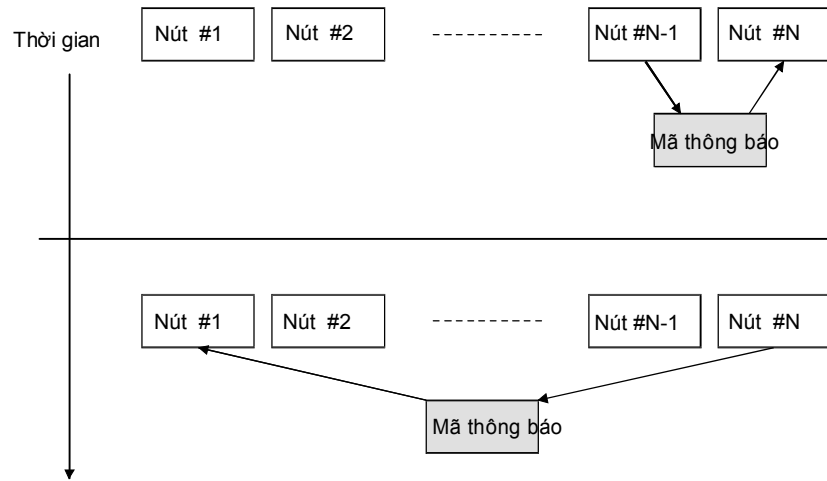 Thời gian
Nút #1
Nút #2
Nút #N-1
Nút #N
Mã thông báo
Nút #1
Nút #2
Nút #N-1
Nút #N
Mã thông báo